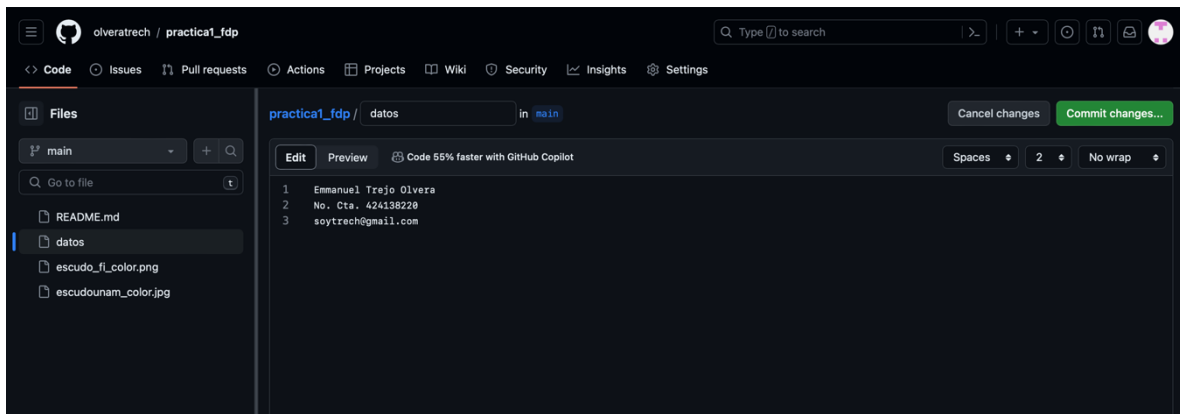 olveratrech / practica1_fdp
Type / to search
Code Issues Pull requests Actions Projects Wiki Security Insights Settings
Files
main
Go to file t
README.md
datos
escudo_fi_color.png
escudounam_color.jpg
practica1_fdp / datos in main
Cancel changes Commit changes...
Edit Preview Code 55% faster with GitHub Copilot
Spaces 2 No wrap
1 Emmanuel Trejo Olvera
2 No. Cta. 424138220
3 soytrech@gmail.com